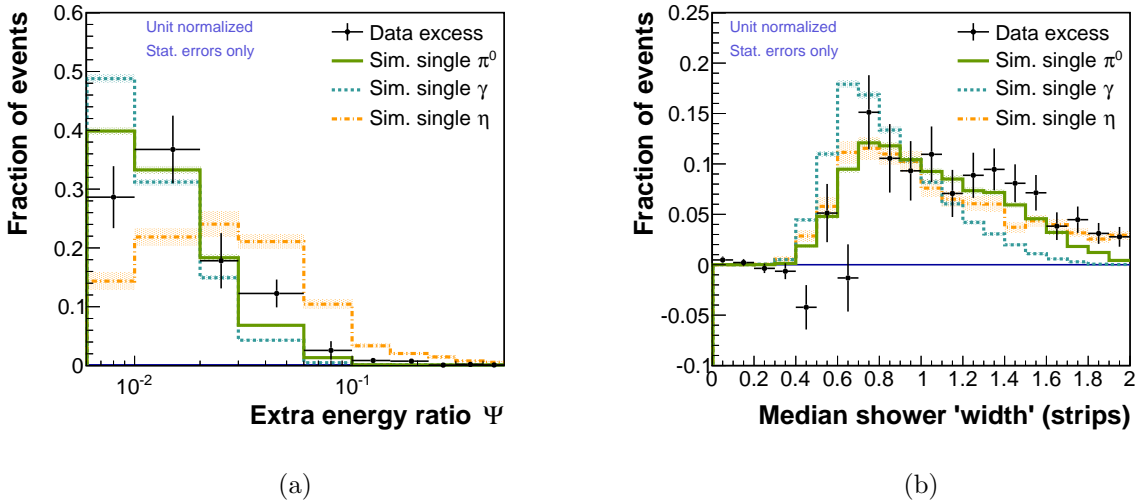 Fraction of events
0.6
0.5
0.4
0.3
0.2
0.1
0
Unit normalized
Stat. errors only
Data excess
Sim. single π⁰
Sim. single γ
Sim. single η
10⁻²
10⁻¹
Extra energy ratio Ψ
(a)
Fraction of events
0.25
0.2
0.15
0.1
0.05
0
-0.05
-0.1
Unit normalized
Stat. errors only
Data excess
Sim. single π⁰
Sim. single γ
Sim. single η
0 0.2 0.4 0.6 0.8 1 1.2 1.4 1.6 1.8 2
Median shower 'width' (strips)
(b)